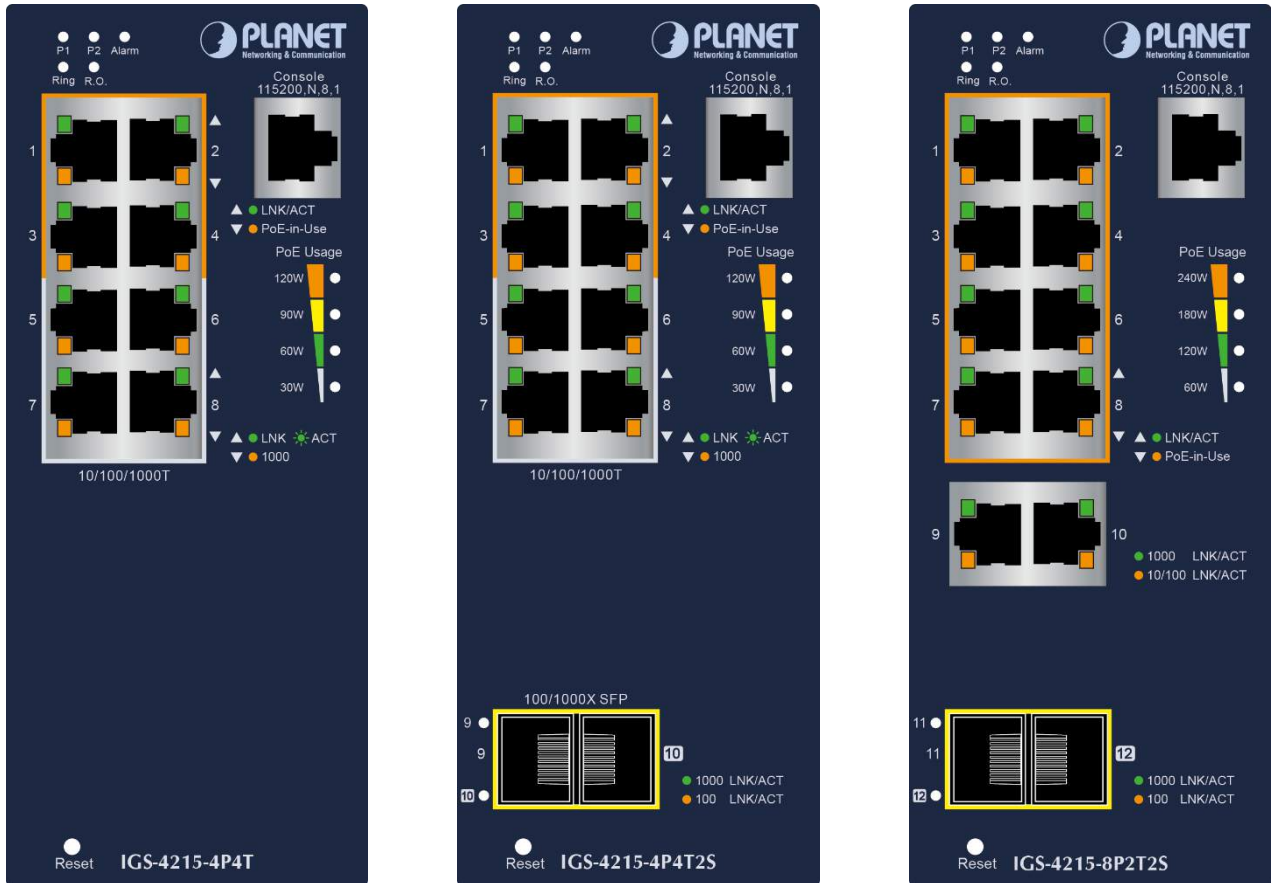 P1 P2 Alarm
PLANET
Networking & Communication
Ring R.O.
Console
115200,N,8,1
1 2
LNK/ACT
3 4
PoE-in-Use
PoE Usage
120W
90W
5 6
60W
30W
7 8
LNK ACT
1000
10/100/1000T
Reset IGS-4215-4P4T
P1 P2 Alarm
PLANET
Networking & Communication
Ring R.O.
Console
115200,N,8,1
1 2
LNK/ACT
3 4
PoE-in-Use
PoE Usage
120W
90W
5 6
60W
30W
7 8
LNK ACT
1000
10/100/1000T
100/1000X SFP
9
9 10
1000 LNK/ACT
10
100 LNK/ACT
Reset IGS-4215-4P4T2S
P1 P2 Alarm
PLANET
Networking & Communication
Ring R.O.
Console
115200,N,8,1
1 2
3 4
PoE Usage
240W
180W
5 6
120W
60W
7 8
LNK/ACT
PoE-in-Use
9 10
1000 LNK/ACT
10/100 LNK/ACT
11
11 12
1000 LNK/ACT
12
100 LNK/ACT
Reset IGS-4215-8P2T2S